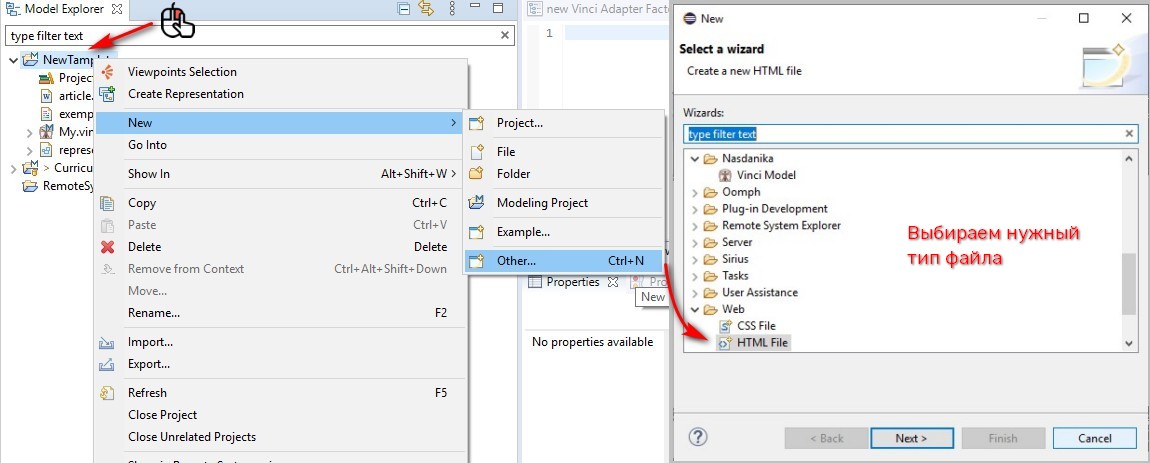 Model Explorer
type filter text
Project
article.
exemp
My.vin
repres
> Curricu
RemoteSy
Viewpoints Selection
Create Representation
New
Go Into
Show In Alt+Shift+W
Copy Ctrl+C
Paste Ctrl+V
Delete Delete
Remove from Context Ctrl+Alt+Shift+Down
Move...
Rename... F2
Import...
Export...
Refresh F5
Close Project
Close Unrelated Projects
Project...
File
Folder
Modeling Project
Example...
Other... Ctrl+N
new Vinci Adapter Facto
1
Properties
Pro
New
No properties available
New
Select a wizard
Create a new HTML file
Wizards:
type filter text
Nasdanika
Vinci Model
Oomph
Plug-in Development
Remote System Explorer
Server
Sirius
Tasks
User Assistance
Web
CSS File
HTML File
Выбираем нужный
тип файла
< Back
Next >
Finish
Cancel